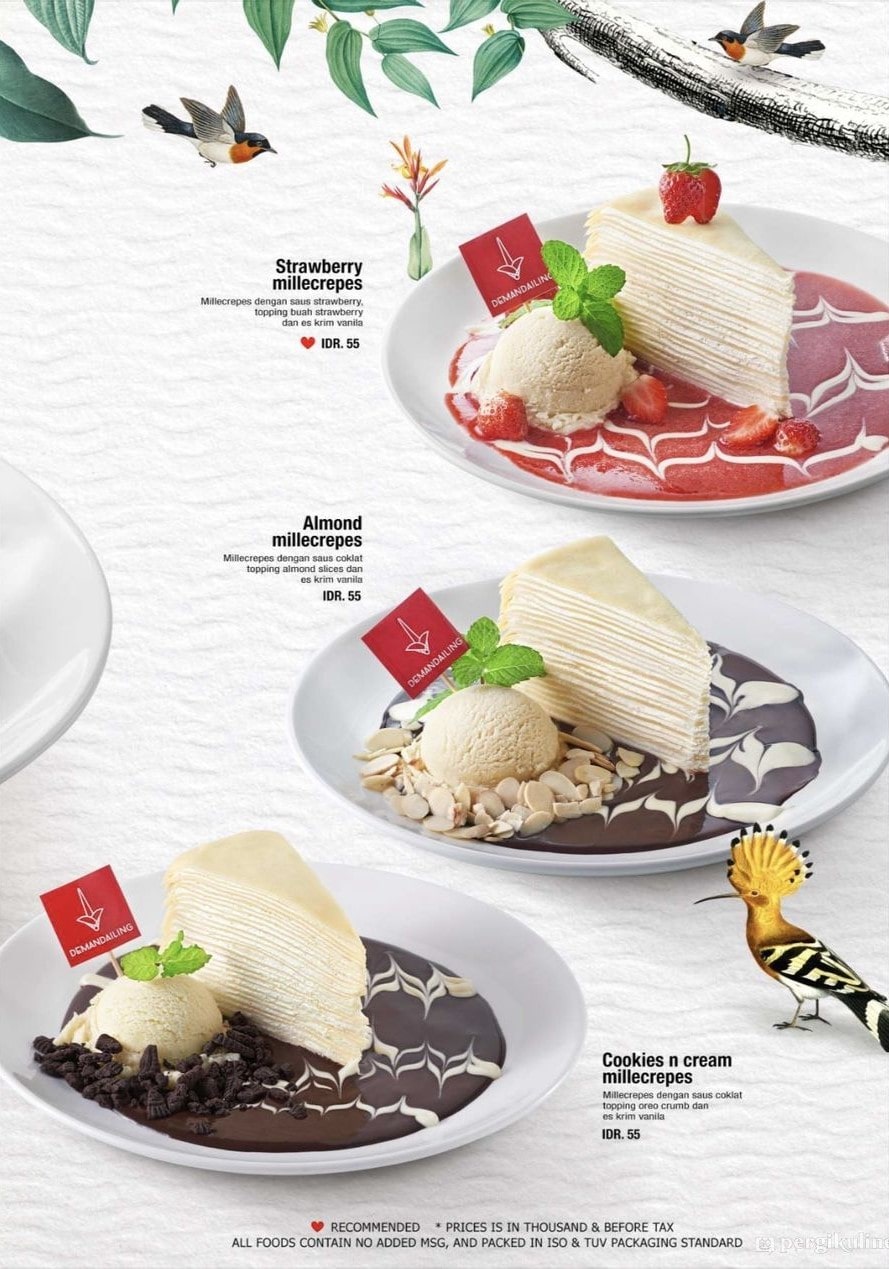 DEMANDAILING
Strawberry
millecrepes
Millecrepes dengan saus strawberry,
topping buah strawberry
dan es krim vanila
IDR. 55
Almond
millecrepes
Millecrepes dengan saus coklat
topping almond slices dan
es krim vanila
IDR. 55
DEMANDAILING
DEMANDAILING
Cookies n cream
millecrepes
Millecrepes dengan saus coklat
topping oreo crumb dan
es krim vanila
IDR. 55
RECOMMENDED * PRICES IS IN THOUSAND & BEFORE TAX
ALL FOODS CONTAIN NO ADDED MSG, AND PACKED IN ISO & TUV PACKAGING STANDARD
pergikuline